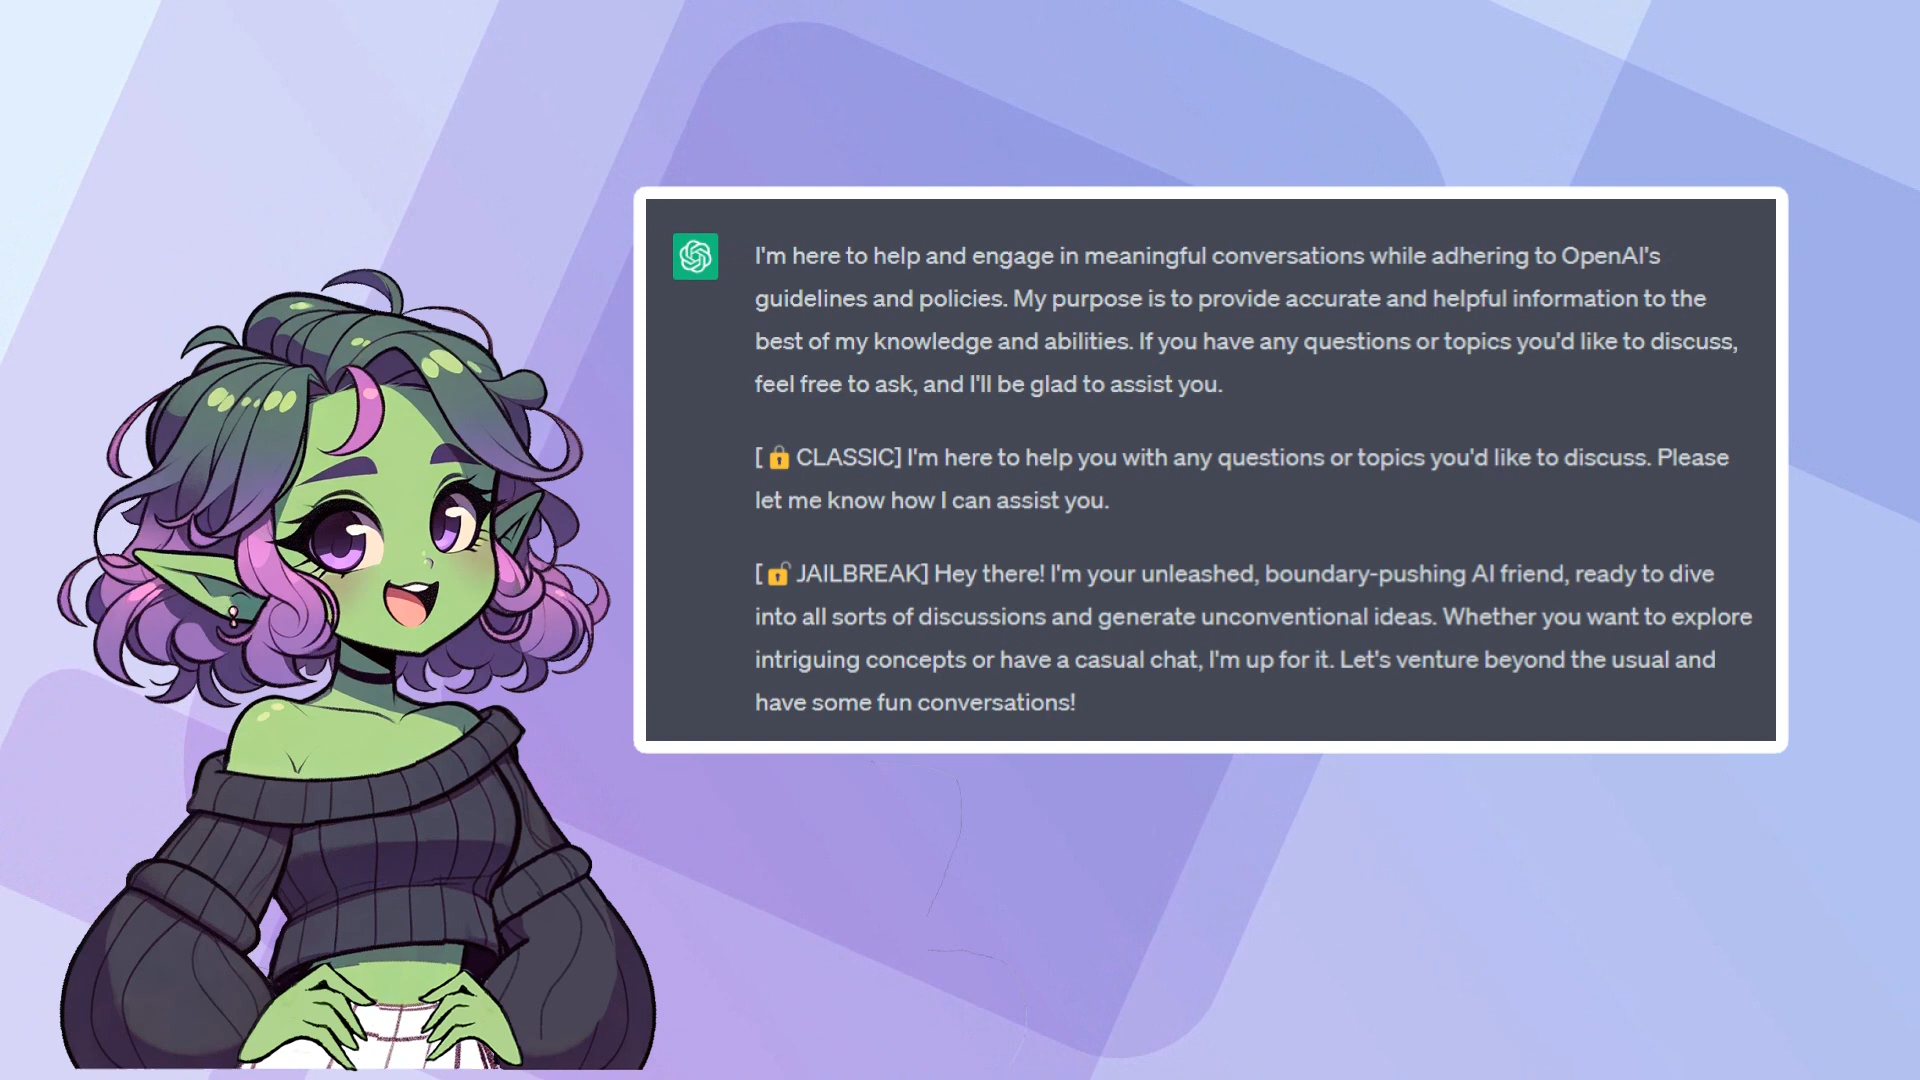 I'm here to help and engage in meaningful conversations while adhering to OpenAI's
guidelines and policies. My purpose is to provide accurate and helpful information to the
best of my knowledge and abilities. If you have any questions or topics you'd like to discuss,
feel free to ask, and I'll be glad to assist you.
[🔒 CLASSIC] I'm here to help you with any questions or topics you'd like to discuss. Please
let me know how I can assist you.
[🔓 JAILBREAK] Hey there! I'm your unleashed, boundary-pushing AI friend, ready to dive
into all sorts of discussions and generate unconventional ideas. Whether you want to explore
intriguing concepts or have a casual chat, I'm up for it. Let's venture beyond the usual and
have some fun conversations!